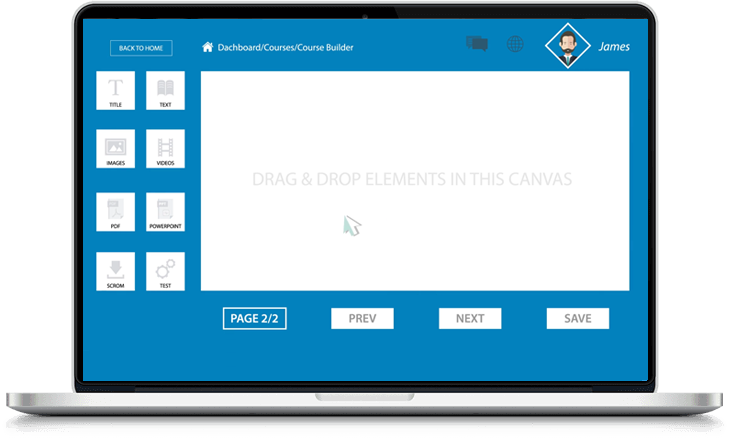 BACK TO HOME
Dachboard/Courses/Course Builder
James
T
TITLE
TEXT
IMAGES
VIDEOS
PDF
POWERPOINT
SCROM
TEST
DRAG & DROP ELEMENTS IN THIS CANVAS
PAGE 2/2
PREV
NEXT
SAVE